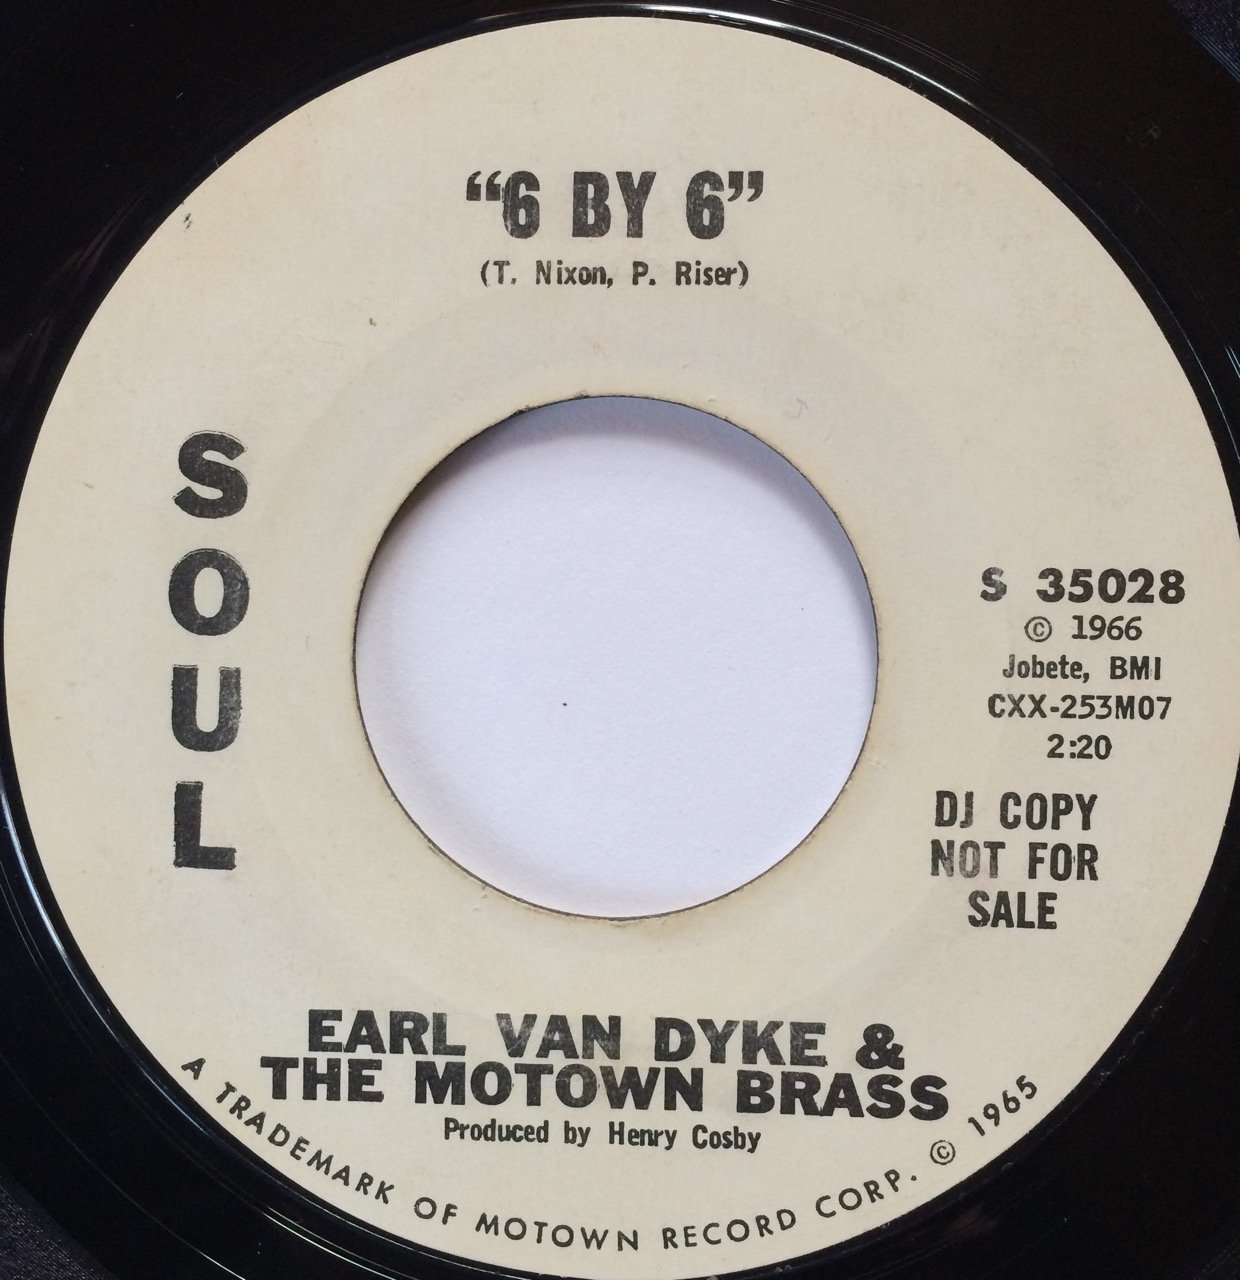 “6 BY 6”
(T. Nixon, P. Riser)
SOUL
S 35028
© 1966
Jobete, BMI
CXX-253M07
2:20
DJ COPY
NOT FOR
SALE
EARL VAN DYKE &
THE MOTOWN BRASS
Produced by Henry Cosby
A TRADEMARK OF MOTOWN RECORD CORP. © 1965